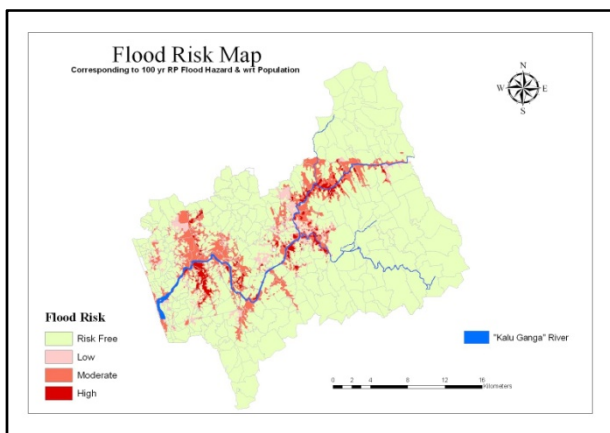 Flood Risk Map
Corresponding to 100 yr RP Flood Hazard & wrt Population
N
W E
S
Flood Risk
Risk Free
Low
Moderate
High
"Kalu Ganga" River
0 2 4 8 12 16
Kilometers